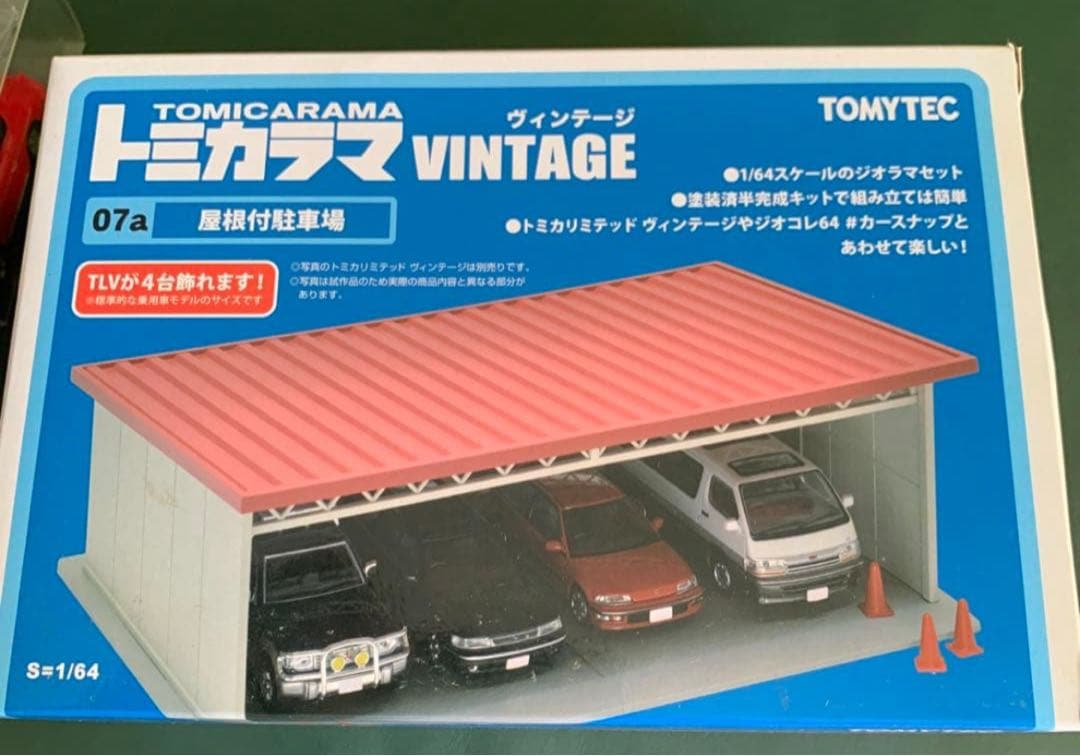 TOMICARAMA
トミカラマ
ヴィンテージ
VINTAGE
TOMYTEC
07a 屋根付駐車場
●1/64スケールのジオラマセット
●塗装済半完成キットで組み立ては簡単
●トミカリミテッド ヴィンテージやジオコレ64 #カースナップと
あわせて楽しい！
TLVが4台飾れます！
※標準的な乗用車モデルのサイズです
○写真のトミカリミテッド ヴィンテージは別売りです。
○写真は試作品のため実際の商品内容と異なる部分が
あります。
S=1/64